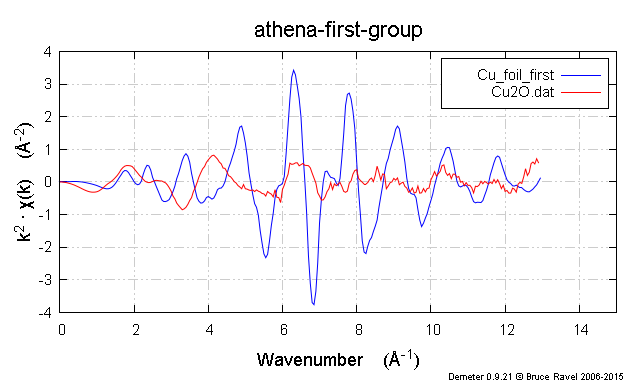 athena-first-group
Cu_foil_first
Cu2O.dat
k² · χ(k) (Å⁻²)
4
3
2
1
0
-1
-2
-3
-4
0 2 4 6 8 10 12 14
Wavenumber (Å⁻¹)
Demeter 0.9.21 © Bruce Ravel 2006-2015